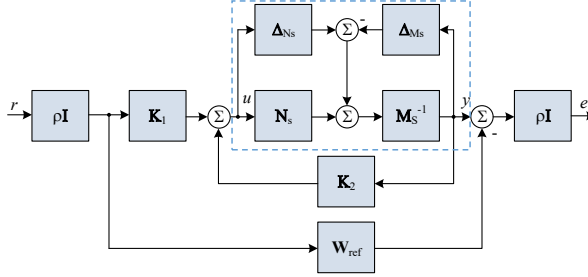 Δ_Ns Σ - Δ_Ms
r ρI K_1 Σ u N_s Σ M_S^-1 y Σ - ρI e
K_2
W_ref